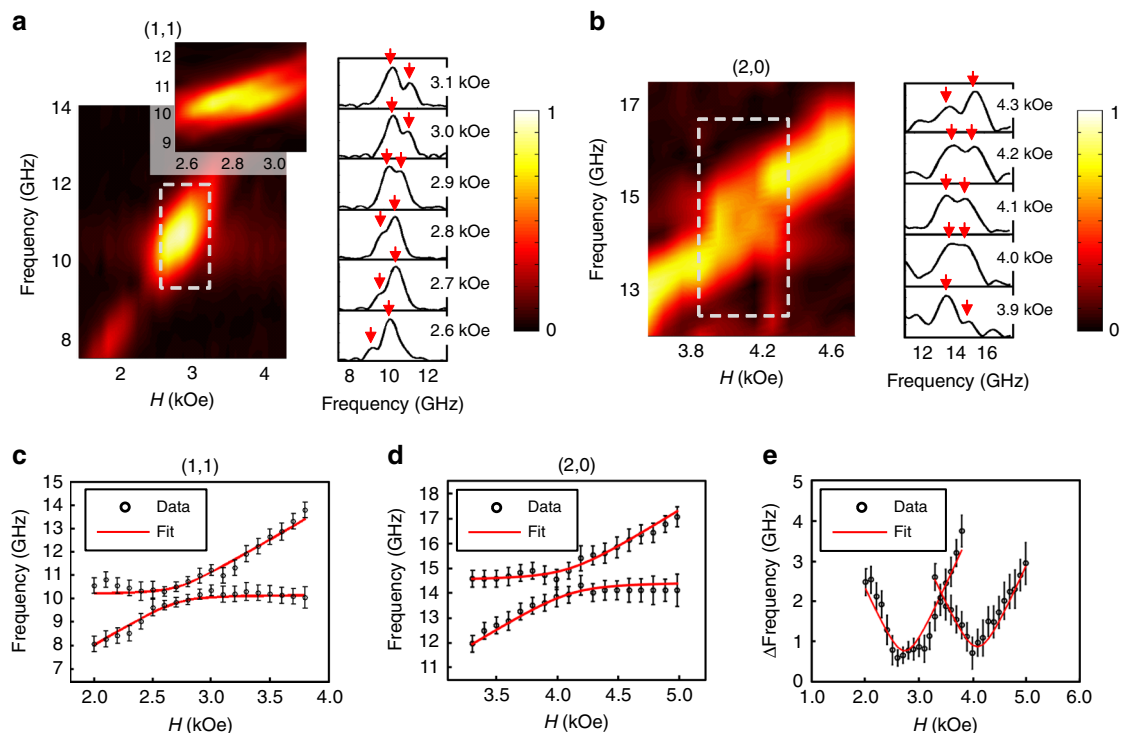 a
(1,1)
12
11
10
9
2.6 2.8 3.0
14
12
10
8
Frequency (GHz)
2 3 4
H (kOe)
3.1 kOe
3.0 kOe
2.9 kOe
2.8 kOe
2.7 kOe
2.6 kOe
8 10 12
Frequency (GHz)
1
0
b
(2,0)
17
15
13
Frequency (GHz)
3.8 4.2 4.6
H (kOe)
4.3 kOe
4.2 kOe
4.1 kOe
4.0 kOe
3.9 kOe
12 14 16
Frequency (GHz)
1
0
c
(1,1)
Data
Fit
15
14
13
12
11
10
9
8
7
6
Frequency (GHz)
2.0 2.5 3.0 3.5 4.0
H (kOe)
d
(2,0)
Data
Fit
18
17
16
15
14
13
12
11
Frequency (GHz)
3.5 4.0 4.5 5.0
H (kOe)
e
Data
Fit
5
4
3
2
1
0
ΔFrequency (GHz)
1.0 2.0 3.0 4.0 5.0 6.0
H (kOe)